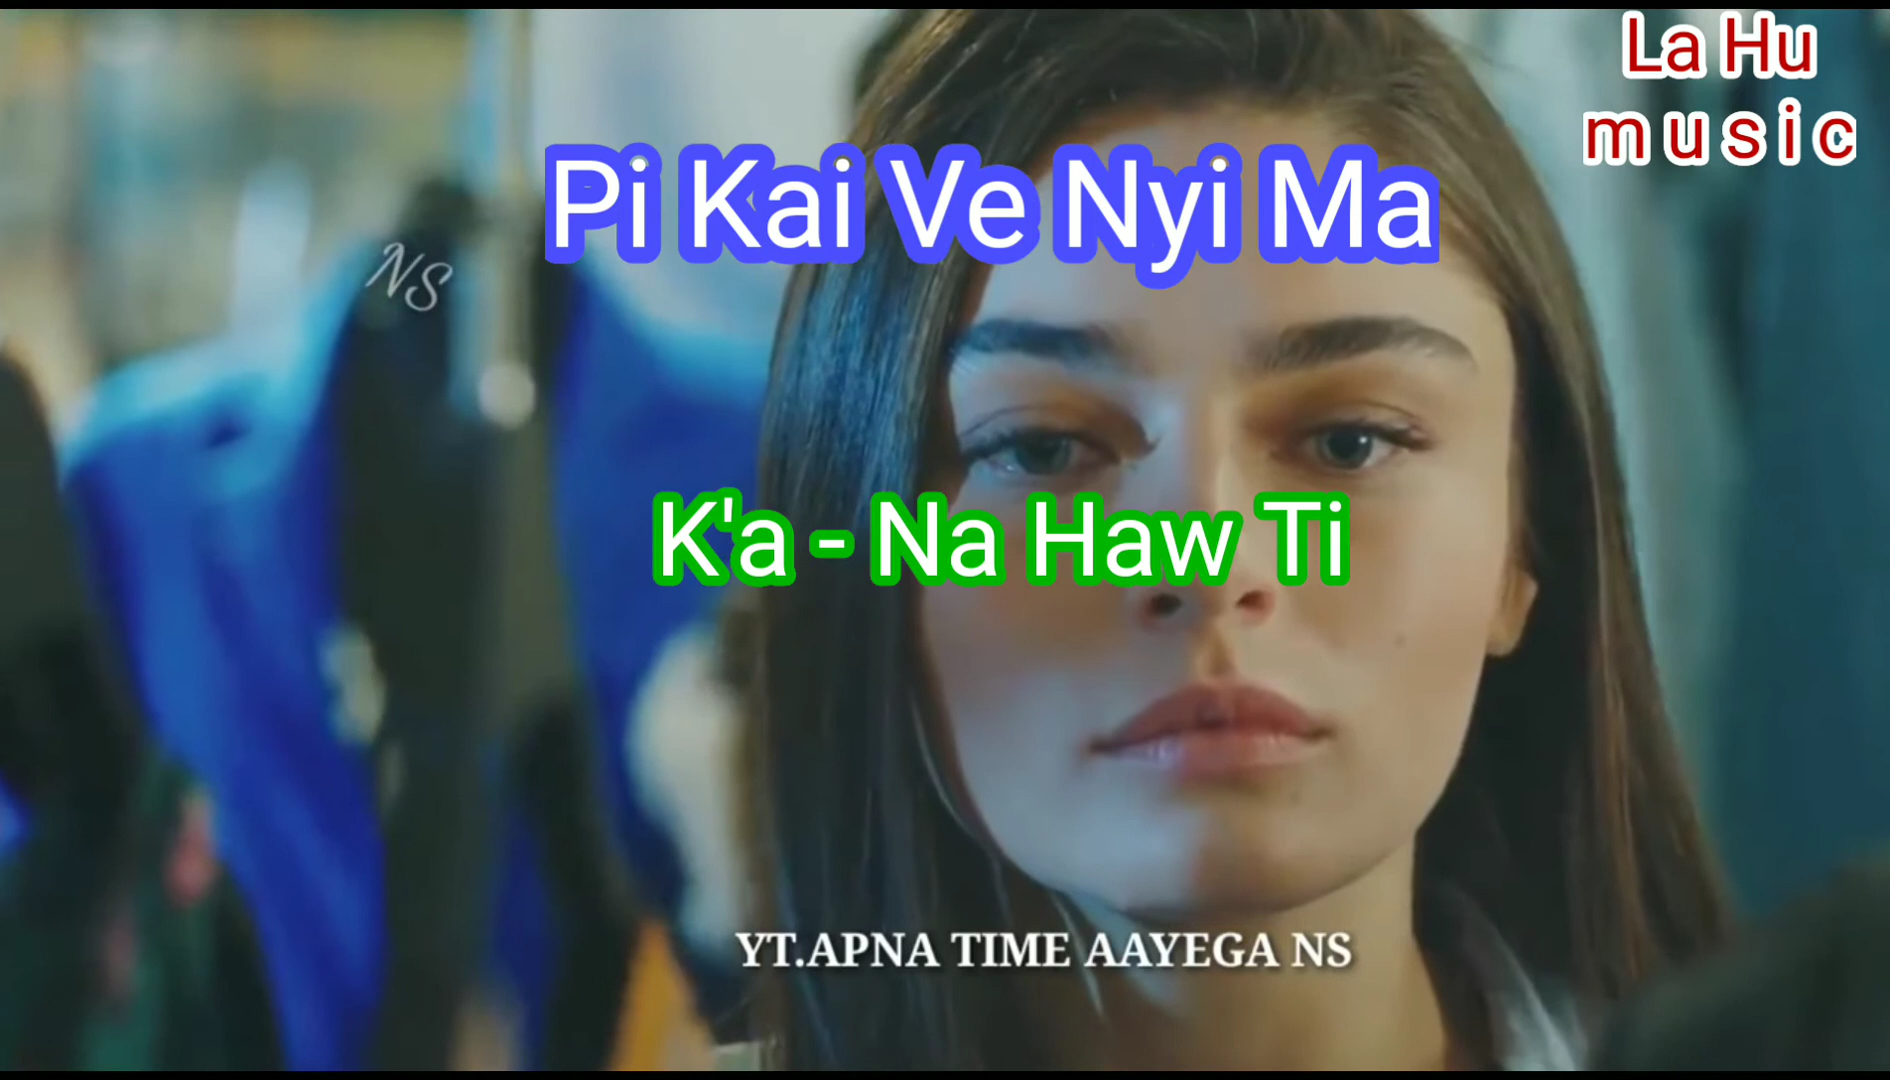 La Hu
music
Pi Kai Ve Nyi Ma
NS
K'a - Na Haw Ti
YT.APNA TIME AAYEGA NS